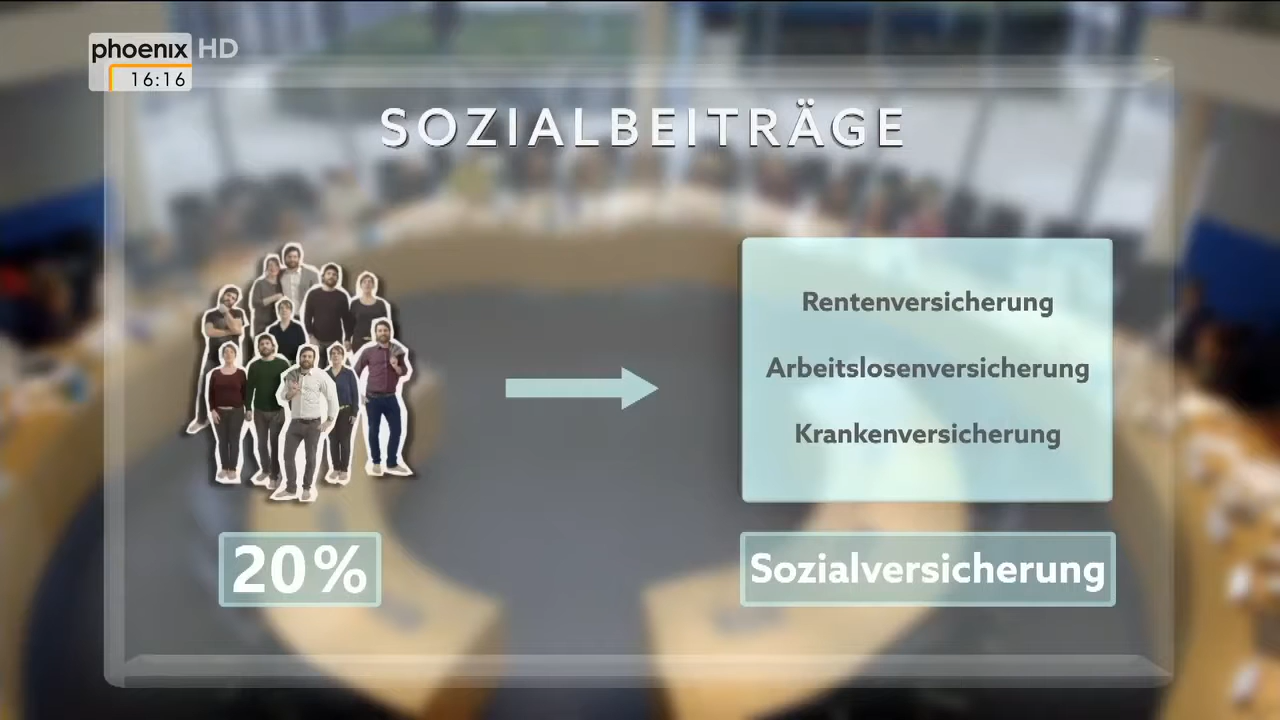 phoenix HD
16:16
SOZIALBEITRÄGE
Rentenversicherung
Arbeitslosenversicherung
Krankenversicherung
20%
Sozialversicherung